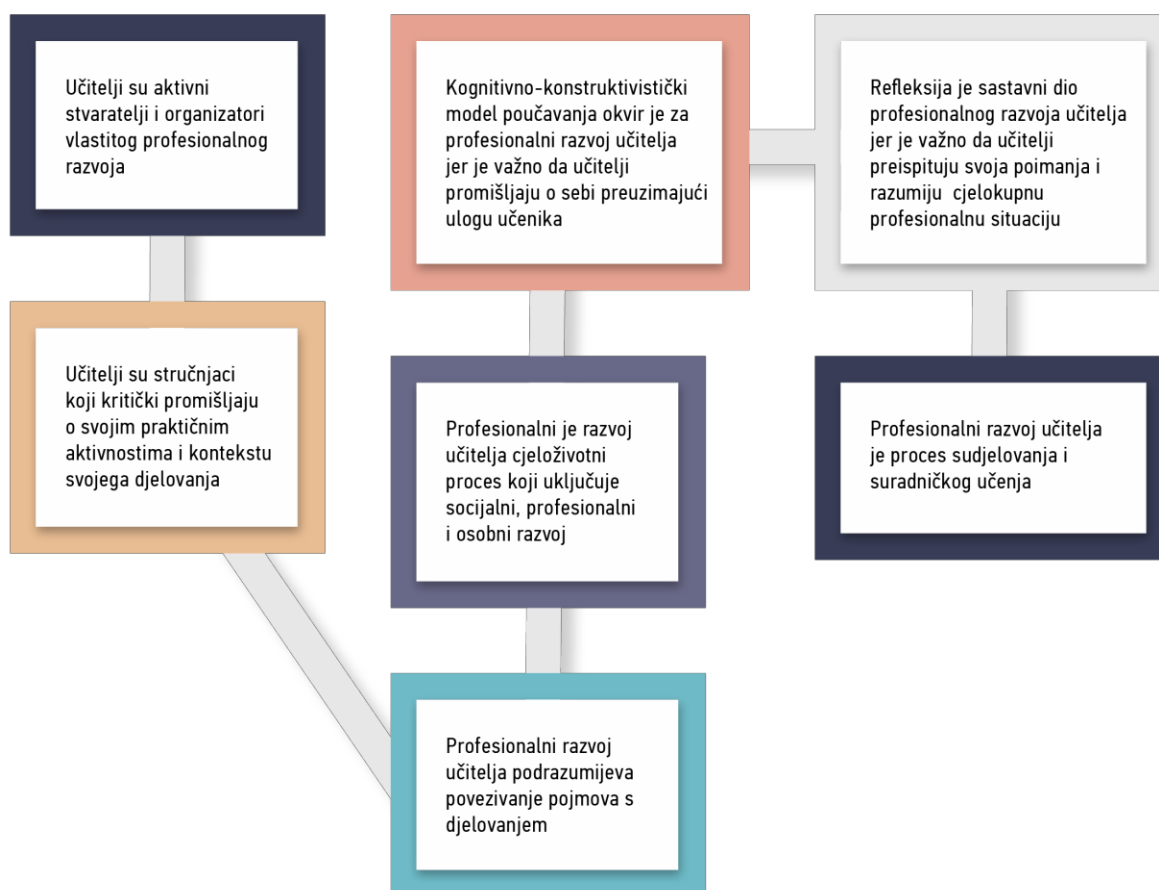 Učitelji su aktivni
stvaratelji i organizatori
vlastitog profesionalnog
razvoja
Učitelji su stručnjaci
koji kritički promišljaju
o svojim praktičnim
aktivnostima i kontekstu
svojega djelovanja
Profesionalni razvoj
učitelja podrazumijeva
povezivanje pojmova s
djelovanjem
Profesionalni je razvoj
učitelja cjeloživotni
proces koji uključuje
socijalni, profesionalni
i osobni razvoj
Kognitivno-konstruktivistički
model poučavanja okvir je za
profesionalni razvoj učitelja
jer je važno da učitelji
promišljaju o sebi preuzimajući
ulogu učenika
Refleksija je sastavni dio
profesionalnog razvoja učitelja
jer je važno da učitelji
preispituju svoja poimanja i
razumiju cjelokupnu
profesionalnu situaciju
Profesionalni razvoj učitelja
je proces sudjelovanja i
suradničkog učenja